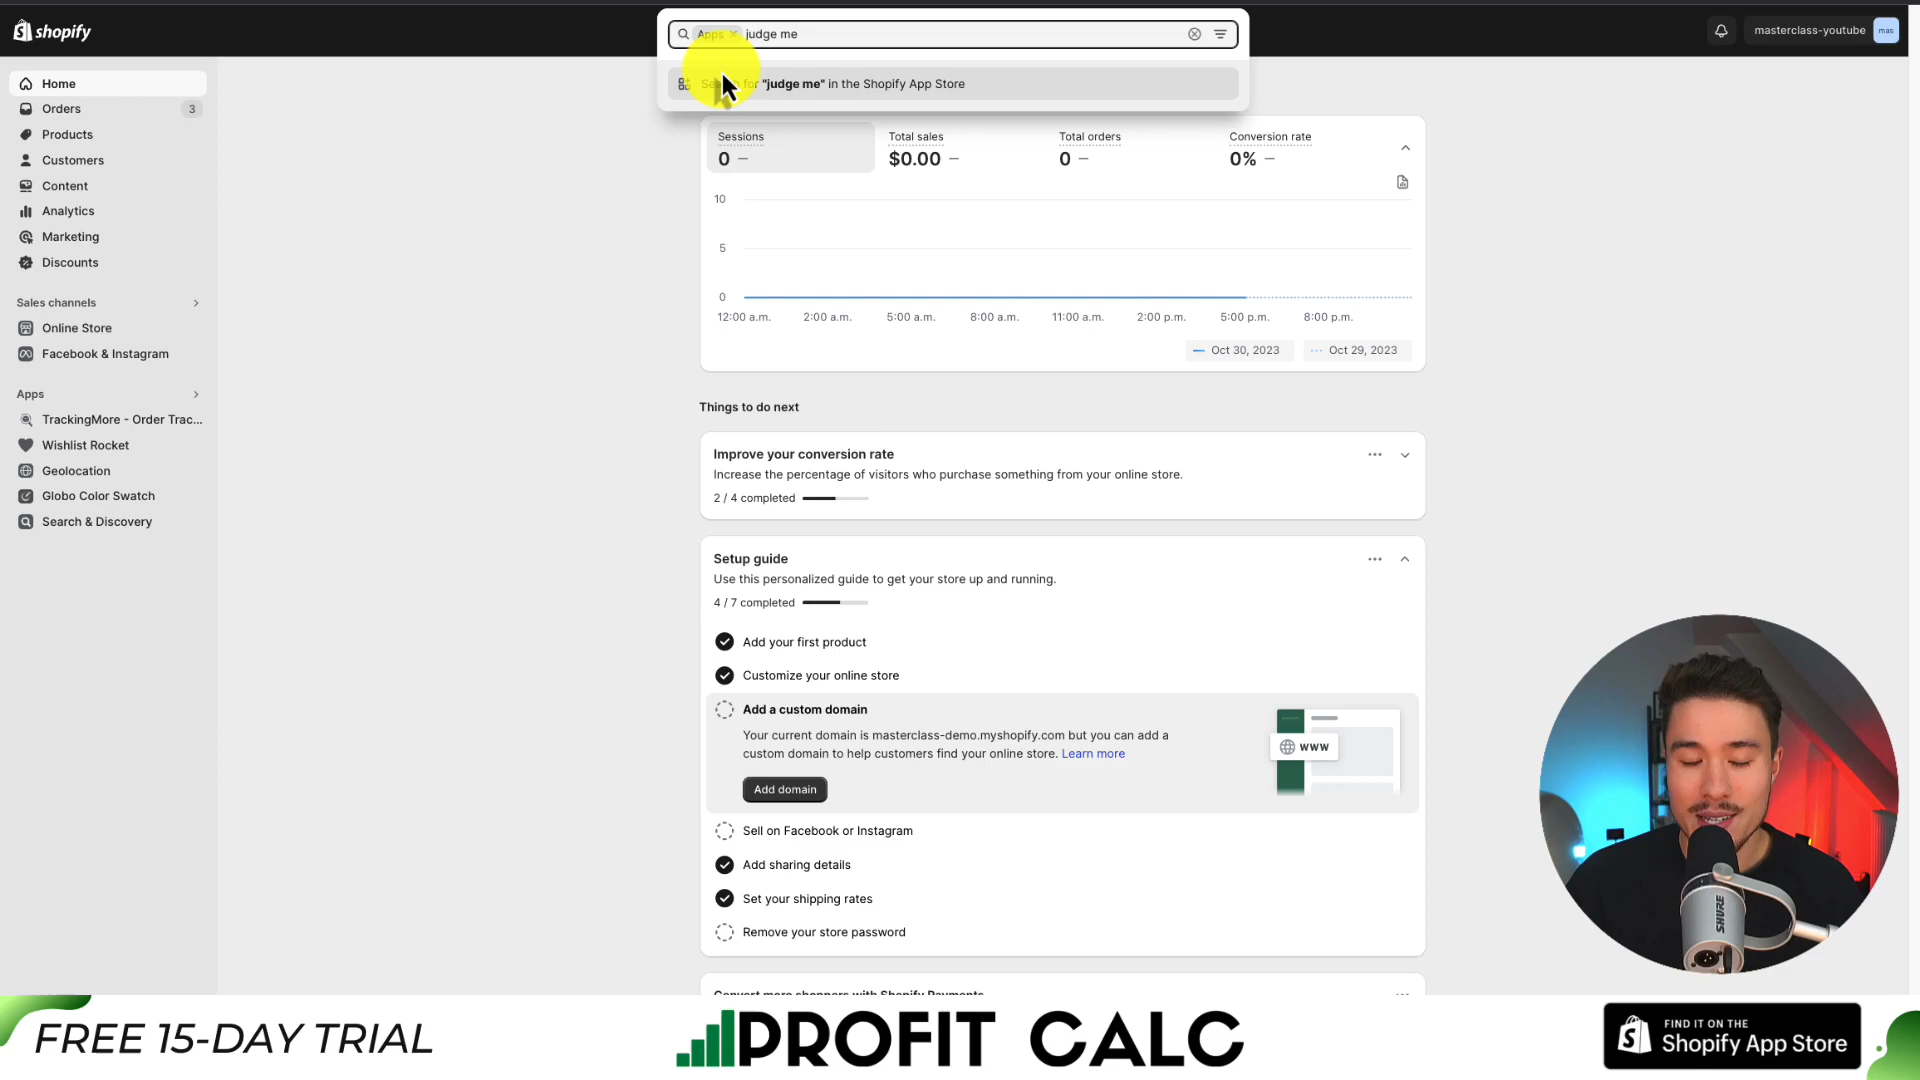 shopify
Apps judge me
masterclass-youtube mas
Home
Orders 3
Products
Customers
Content
Analytics
Marketing
Discounts
Sales channels
Online Store
Facebook & Instagram
Apps
TrackingMore - Order Trac...
Wishlist Rocket
Geolocation
Globo Color Swatch
Search & Discovery
for "judge me" in the Shopify App Store
Sessions Total sales Total orders Conversion rate
0 – $0.00 – 0 – 0% –
10
5
0
12:00 a.m. 2:00 a.m. 5:00 a.m. 8:00 a.m. 11:00 a.m. 2:00 p.m. 5:00 p.m. 8:00 p.m.
Oct 30, 2023 Oct 29, 2023
Things to do next
Improve your conversion rate
Increase the percentage of visitors who purchase something from your online store.
2 / 4 completed
Setup guide
Use this personalized guide to get your store up and running.
4 / 7 completed
Add your first product
Customize your online store
Add a custom domain
Your current domain is masterclass-demo.myshopify.com but you can add a
custom domain to help customers find your online store. Learn more
www
Add domain
Sell on Facebook or Instagram
Add sharing details
Set your shipping rates
Remove your store password
Convert more shoppers with Shopify Payments
SHURE
FREE 15-DAY TRIAL
PROFIT CALC
FIND IT ON THE
Shopify App Store